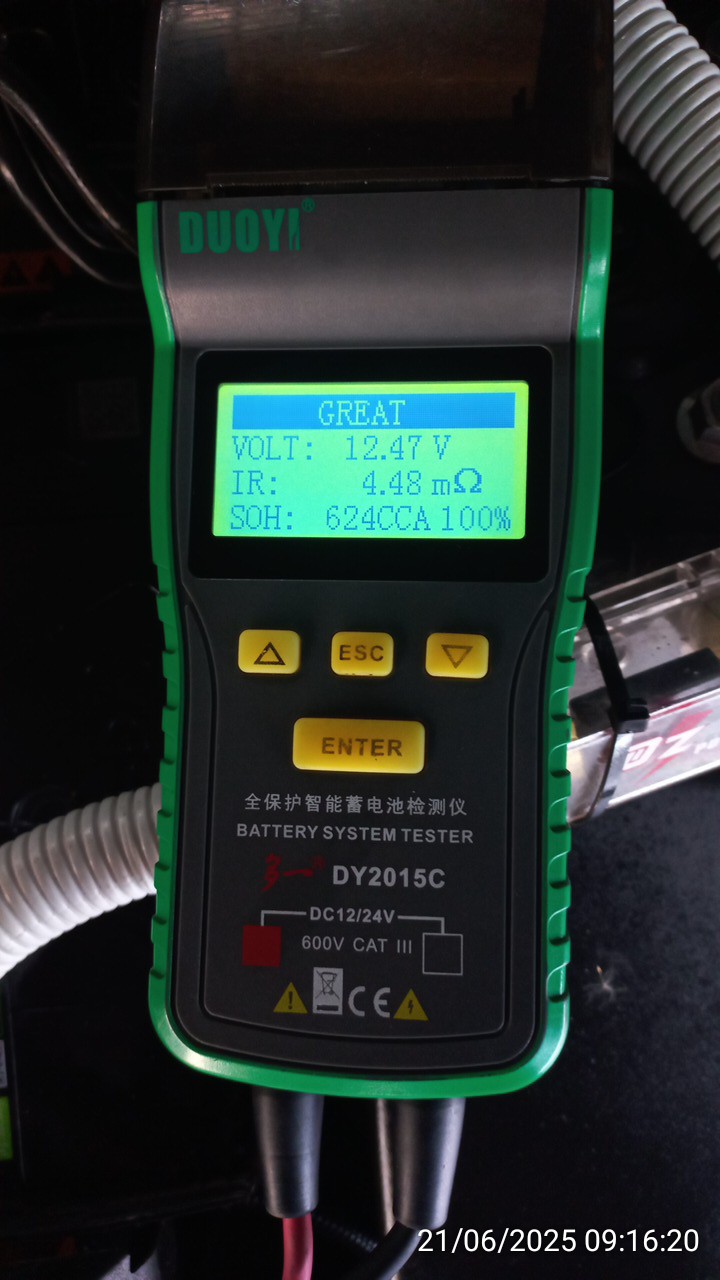 DUOYI®
GREAT
VOLT: 12.47 V
IR: 4.48 mΩ
SOH: 624CCA 100%
ESC
ENTER
全保护智能蓄电池检测仪
BATTERY SYSTEM TESTER
DY2015C
DC12/24V
600V CAT III
CE
DZ
21/06/2025 09:16:20